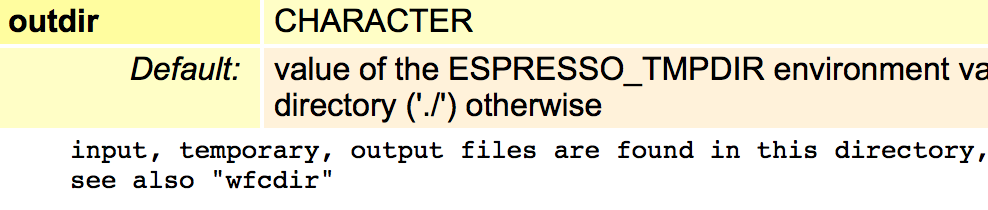 outdir CHARACTER
Default: value of the ESPRESSO_TMPDIR environment
directory ('./') otherwise
input, temporary, output files are found in this directory,
see also "wfcdir"